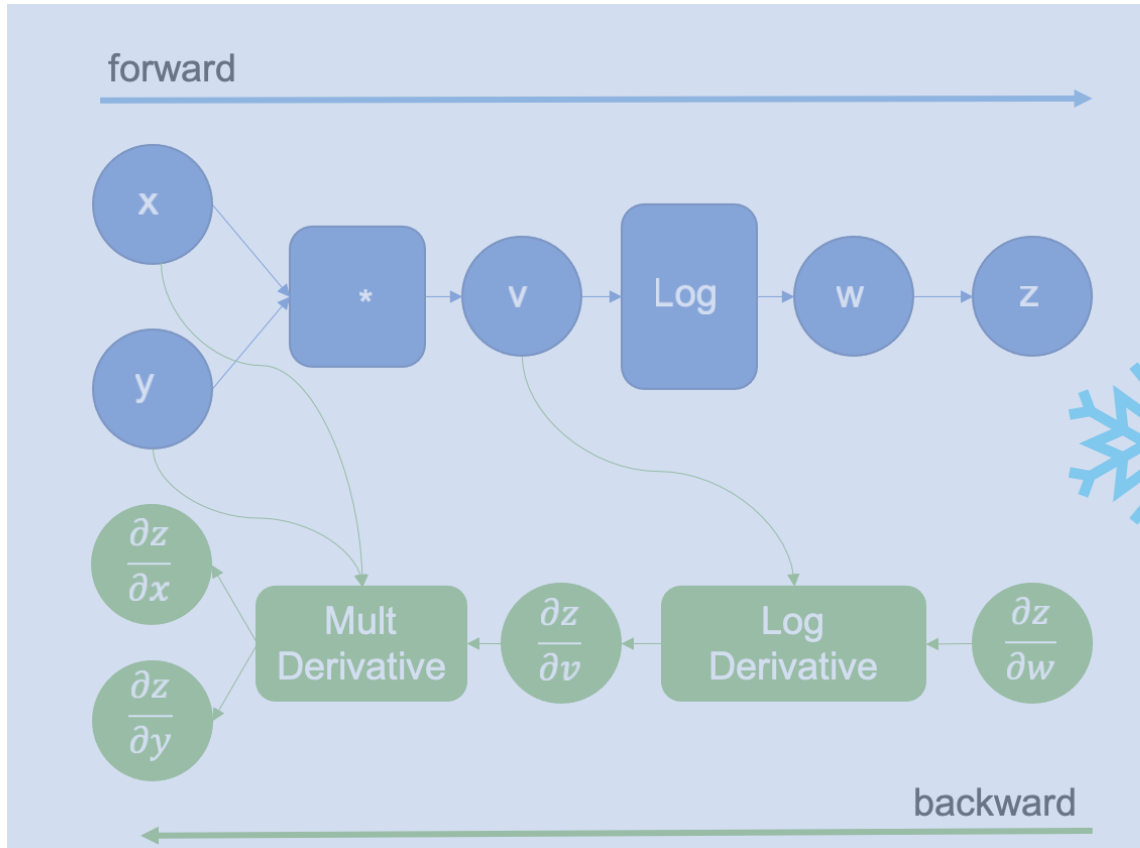 forward
x
*
v
Log
w
z
y
∂z
∂x
Mult
Derivative
∂z
∂v
Log
Derivative
∂z
∂w
∂z
∂y
backward